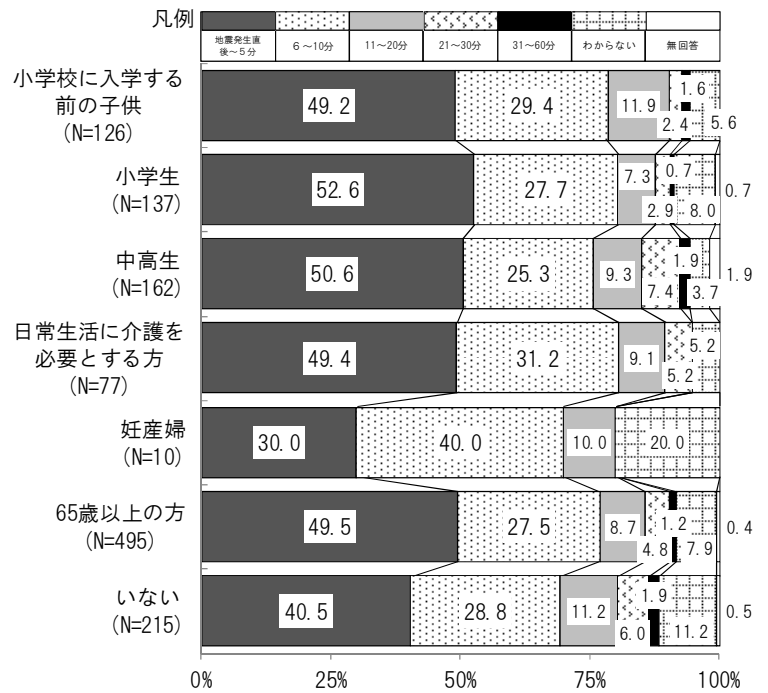 凡例
地震発生直
後～5分
6～10分
11～20分
21～30分
31～60分
わからない
無回答
小学校に入学する
前の子供
(N=126)
49.2
29.4
11.9
2.4
1.6
5.6
小学生
(N=137)
52.6
27.7
7.3
2.9
0.7
8.0
0.7
中高生
(N=162)
50.6
25.3
9.3
7.4
1.9
3.7
1.9
日常生活に介護を
必要とする方
(N=77)
49.4
31.2
9.1
5.2
5.2
妊産婦
(N=10)
30.0
40.0
10.0
20.0
65歳以上の方
(N=495)
49.5
27.5
8.7
4.8
1.2
7.9
0.4
いない
(N=215)
40.5
28.8
11.2
6.0
1.9
11.2
0.5
0%
25%
50%
75%
100%